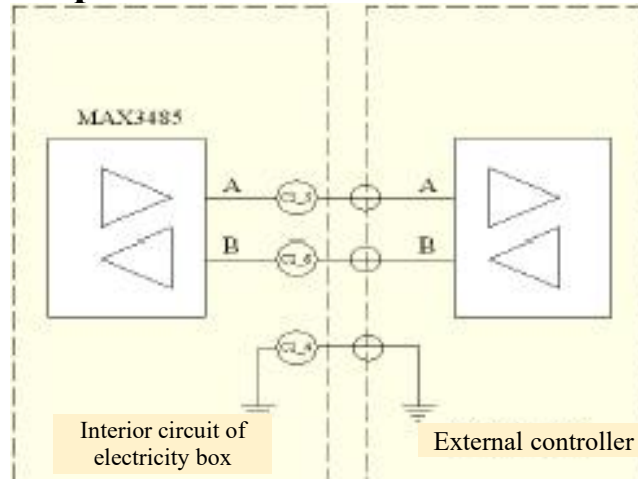 MAX3485
A
A
B
B
Interior circuit of
electricity box
External controller